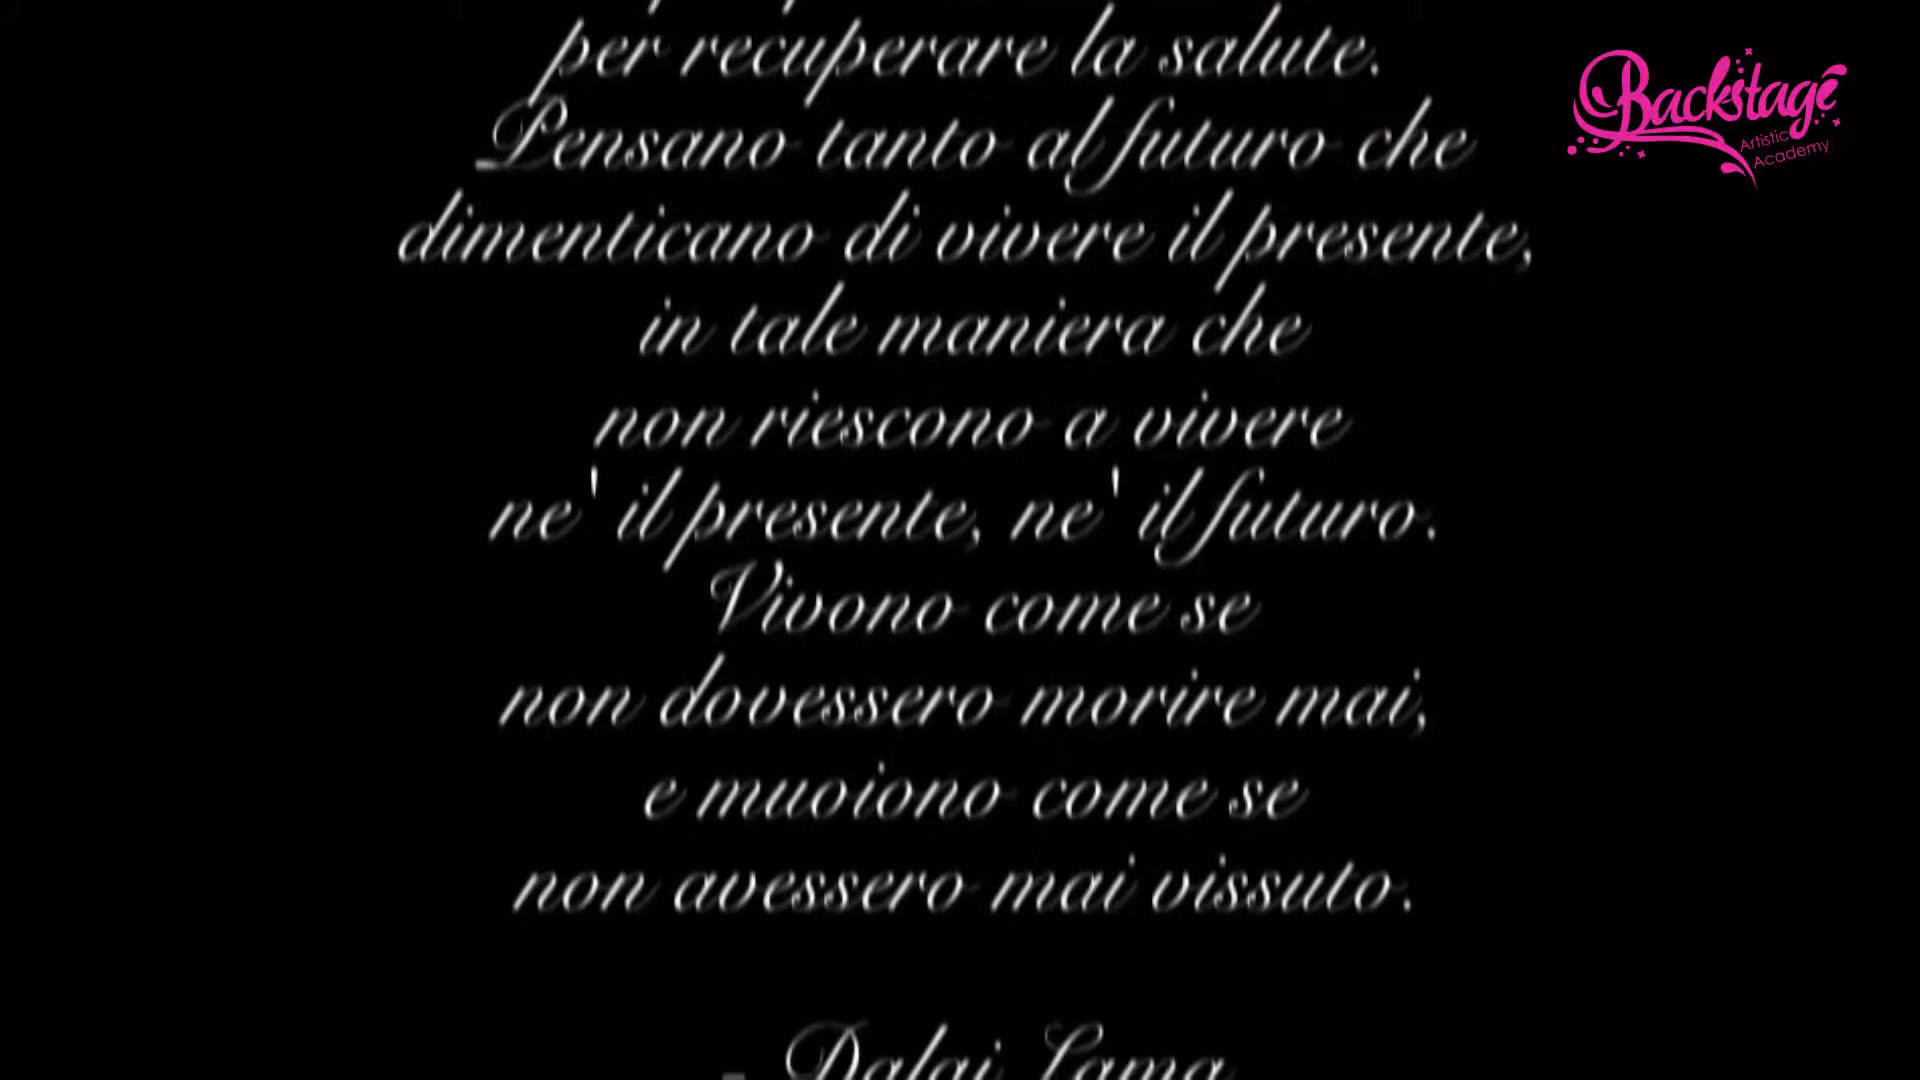 per recuperare la salute.
Pensano tanto al futuro che
dimenticano di vivere il presente,
in tale maniera che
non riescono a vivere
ne' il presente, ne' il futuro.
Vivono come se
non dovessero morire mai,
e muoiono come se
non avessero mai vissuto.
- Dalai Lama
Backstage
Artistic
Academy